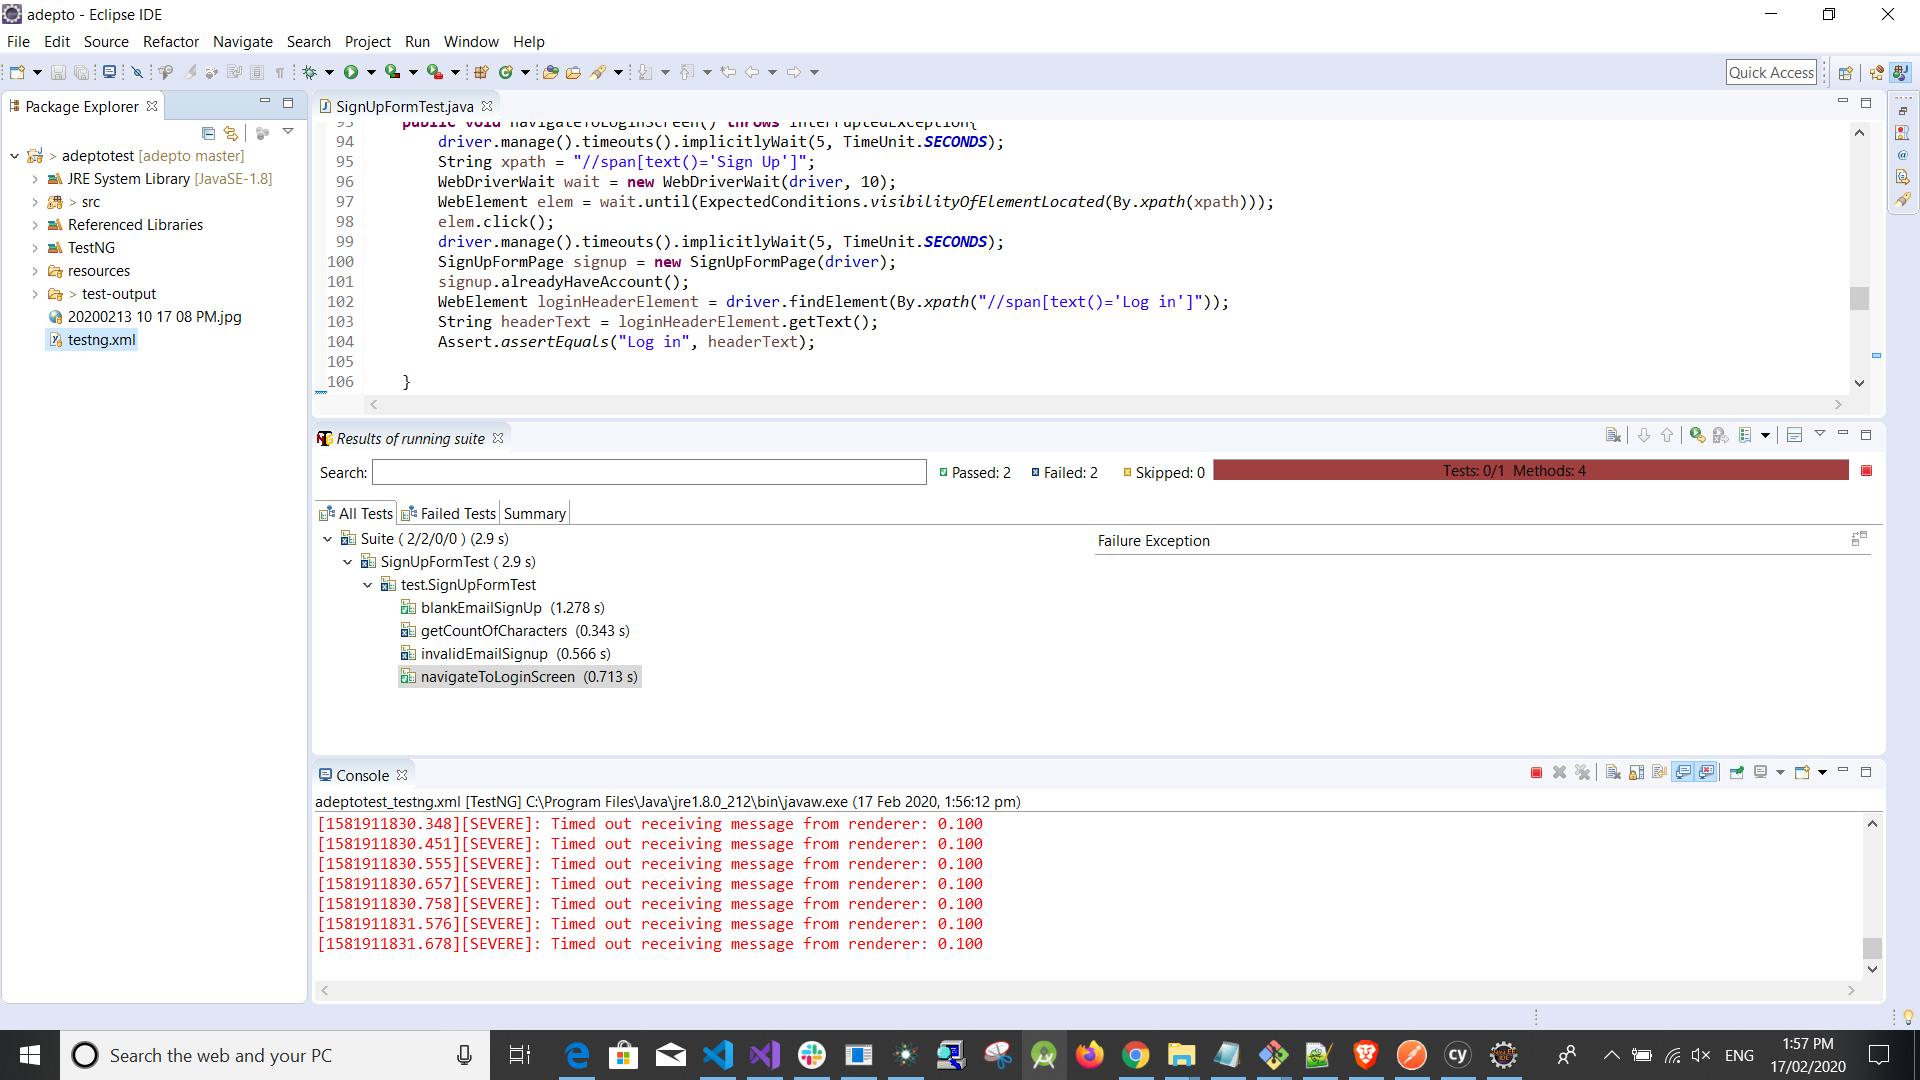 adepto - Eclipse IDE
File Edit Source Refactor Navigate Search Project Run Window Help
Quick Access
Package Explorer
> adeptotest [adepto master]
JRE System Library [JavaSE-1.8]
> src
Referenced Libraries
TestNG
resources
> test-output
20200213 10 17 08 PM.jpg
testng.xml
SignUpFormTest.java
93 public void navigateToLoginScreen() throws InterruptedException{
94 driver.manage().timeouts().implicitlyWait(5, TimeUnit.SECONDS);
95 String xpath = "//span[text()='Sign Up']";
96 WebDriverWait wait = new WebDriverWait(driver, 10);
97 WebElement elem = wait.until(ExpectedConditions.visibilityOfElementLocated(By.xpath(xpath)));
98 elem.click();
99 driver.manage().timeouts().implicitlyWait(5, TimeUnit.SECONDS);
100 SignUpFormPage signup = new SignUpFormPage(driver);
101 signup.alreadyHaveAccount();
102 WebElement loginHeaderElement = driver.findElement(By.xpath("//span[text()='Log in']"));
103 String headerText = loginHeaderElement.getText();
104 Assert.assertEquals("Log in", headerText);
105
106 }
Results of running suite
Search: Passed: 2 Failed: 2 Skipped: 0 Tests: 0/1 Methods: 4
All Tests Failed Tests Summary
Suite ( 2/2/0/0 ) (2.9 s)
Failure Exception
SignUpFormTest ( 2.9 s)
test.SignUpFormTest
blankEmailSignUp (1.278 s)
getCountOfCharacters (0.343 s)
invalidEmailSignup (0.566 s)
navigateToLoginScreen (0.713 s)
Console
adeptotest_testng.xml [TestNG] C:\Program Files\Java\jre1.8.0_212\bin\javaw.exe (17 Feb 2020, 1:56:12 pm)
[1581911830.348][SEVERE]: Timed out receiving message from renderer: 0.100
[1581911830.451][SEVERE]: Timed out receiving message from renderer: 0.100
[1581911830.555][SEVERE]: Timed out receiving message from renderer: 0.100
[1581911830.657][SEVERE]: Timed out receiving message from renderer: 0.100
[1581911830.758][SEVERE]: Timed out receiving message from renderer: 0.100
[1581911831.576][SEVERE]: Timed out receiving message from renderer: 0.100
[1581911831.678][SEVERE]: Timed out receiving message from renderer: 0.100
Search the web and your PC
cy
ENG
1:57 PM
17/02/2020